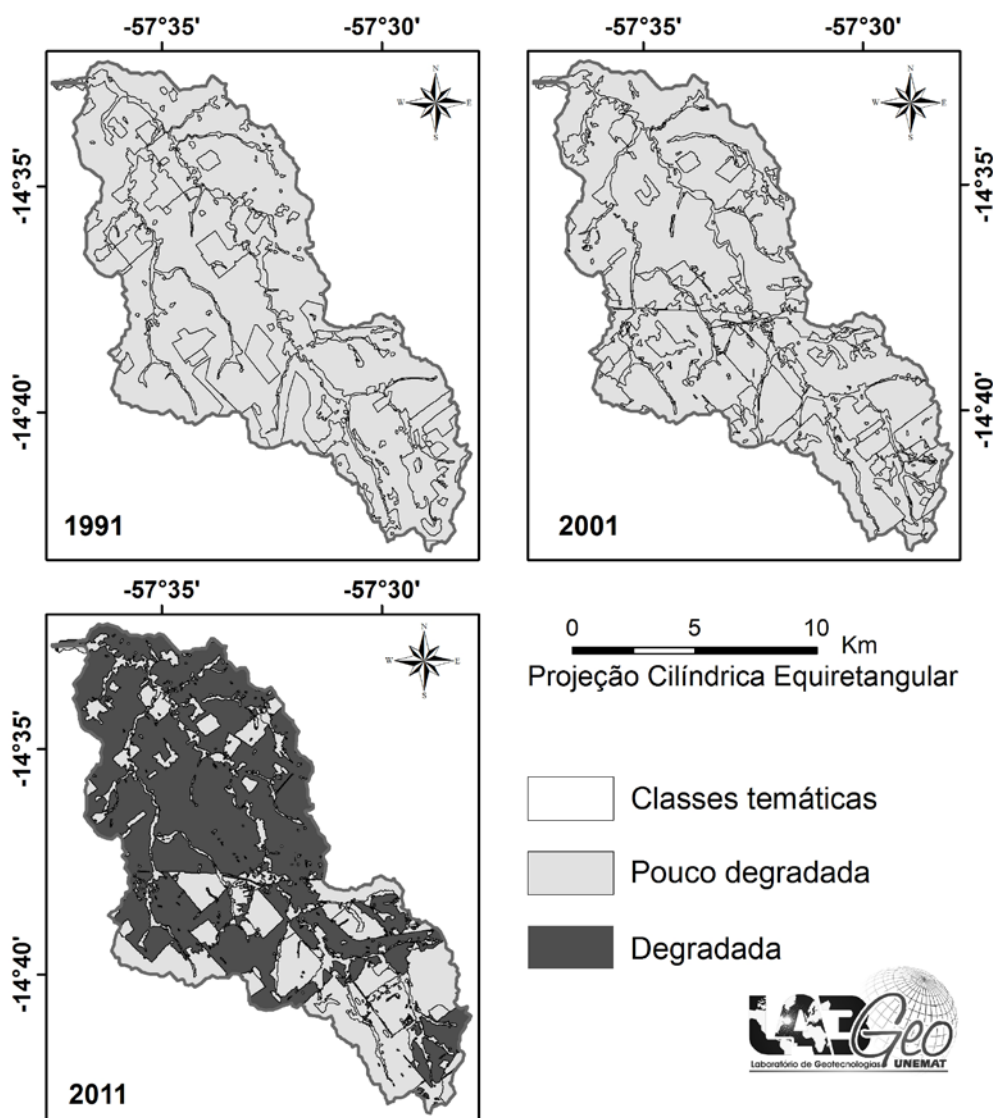 -57°35' -57°30'
-57°35' -57°30'
N
W E
S
N
W E
S
-14°35'
-14°35'
-14°40'
-14°40'
1991
2001
-57°35' -57°30'
N
W E
S
-14°35'
-14°40'
2011
0 5 10
Km
Projeção Cilíndrica Equiretangular
Classes temáticas
Pouco degradada
Degradada
LABGeo
Laboratório de Geotecnologias UNEMAT